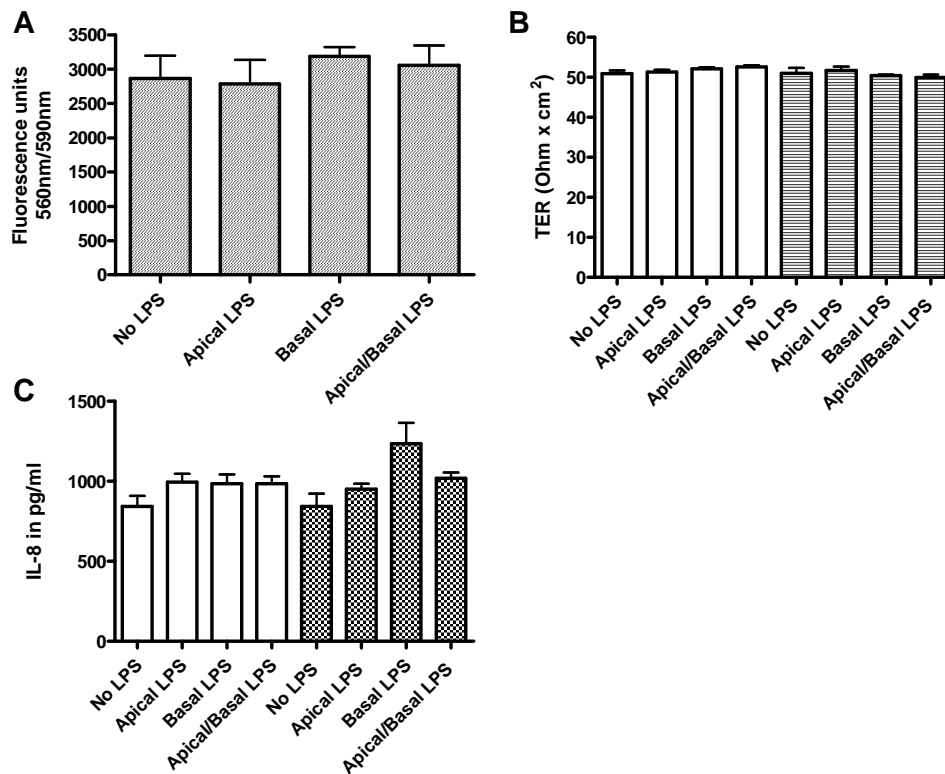 A
Fluorescence units
560nm/590nm
3500
3000
2500
2000
1500
1000
500
0
No LPS
Apical LPS
Basal LPS
Apical/Basal LPS
B
TER (Ohm x cm²)
60
50
40
30
20
10
0
No LPS
Apical LPS
Basal LPS
Apical/Basal LPS
No LPS
Apical LPS
Basal LPS
Apical/Basal LPS
C
IL-8 in pg/ml
1500
1000
500
0
No LPS
Apical LPS
Basal LPS
Apical/Basal LPS
No LPS
Apical LPS
Basal LPS
Apical/Basal LPS